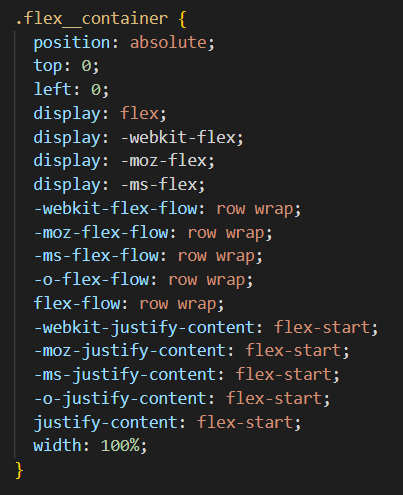 .flex__container {
position: absolute;
top: 0;
left: 0;
display: flex;
display: -webkit-flex;
display: -moz-flex;
display: -ms-flex;
-webkit-flex-flow: row wrap;
-moz-flex-flow: row wrap;
-ms-flex-flow: row wrap;
-o-flex-flow: row wrap;
flex-flow: row wrap;
-webkit-justify-content: flex-start;
-moz-justify-content: flex-start;
-ms-justify-content: flex-start;
-o-justify-content: flex-start;
justify-content: flex-start;
width: 100%;
}